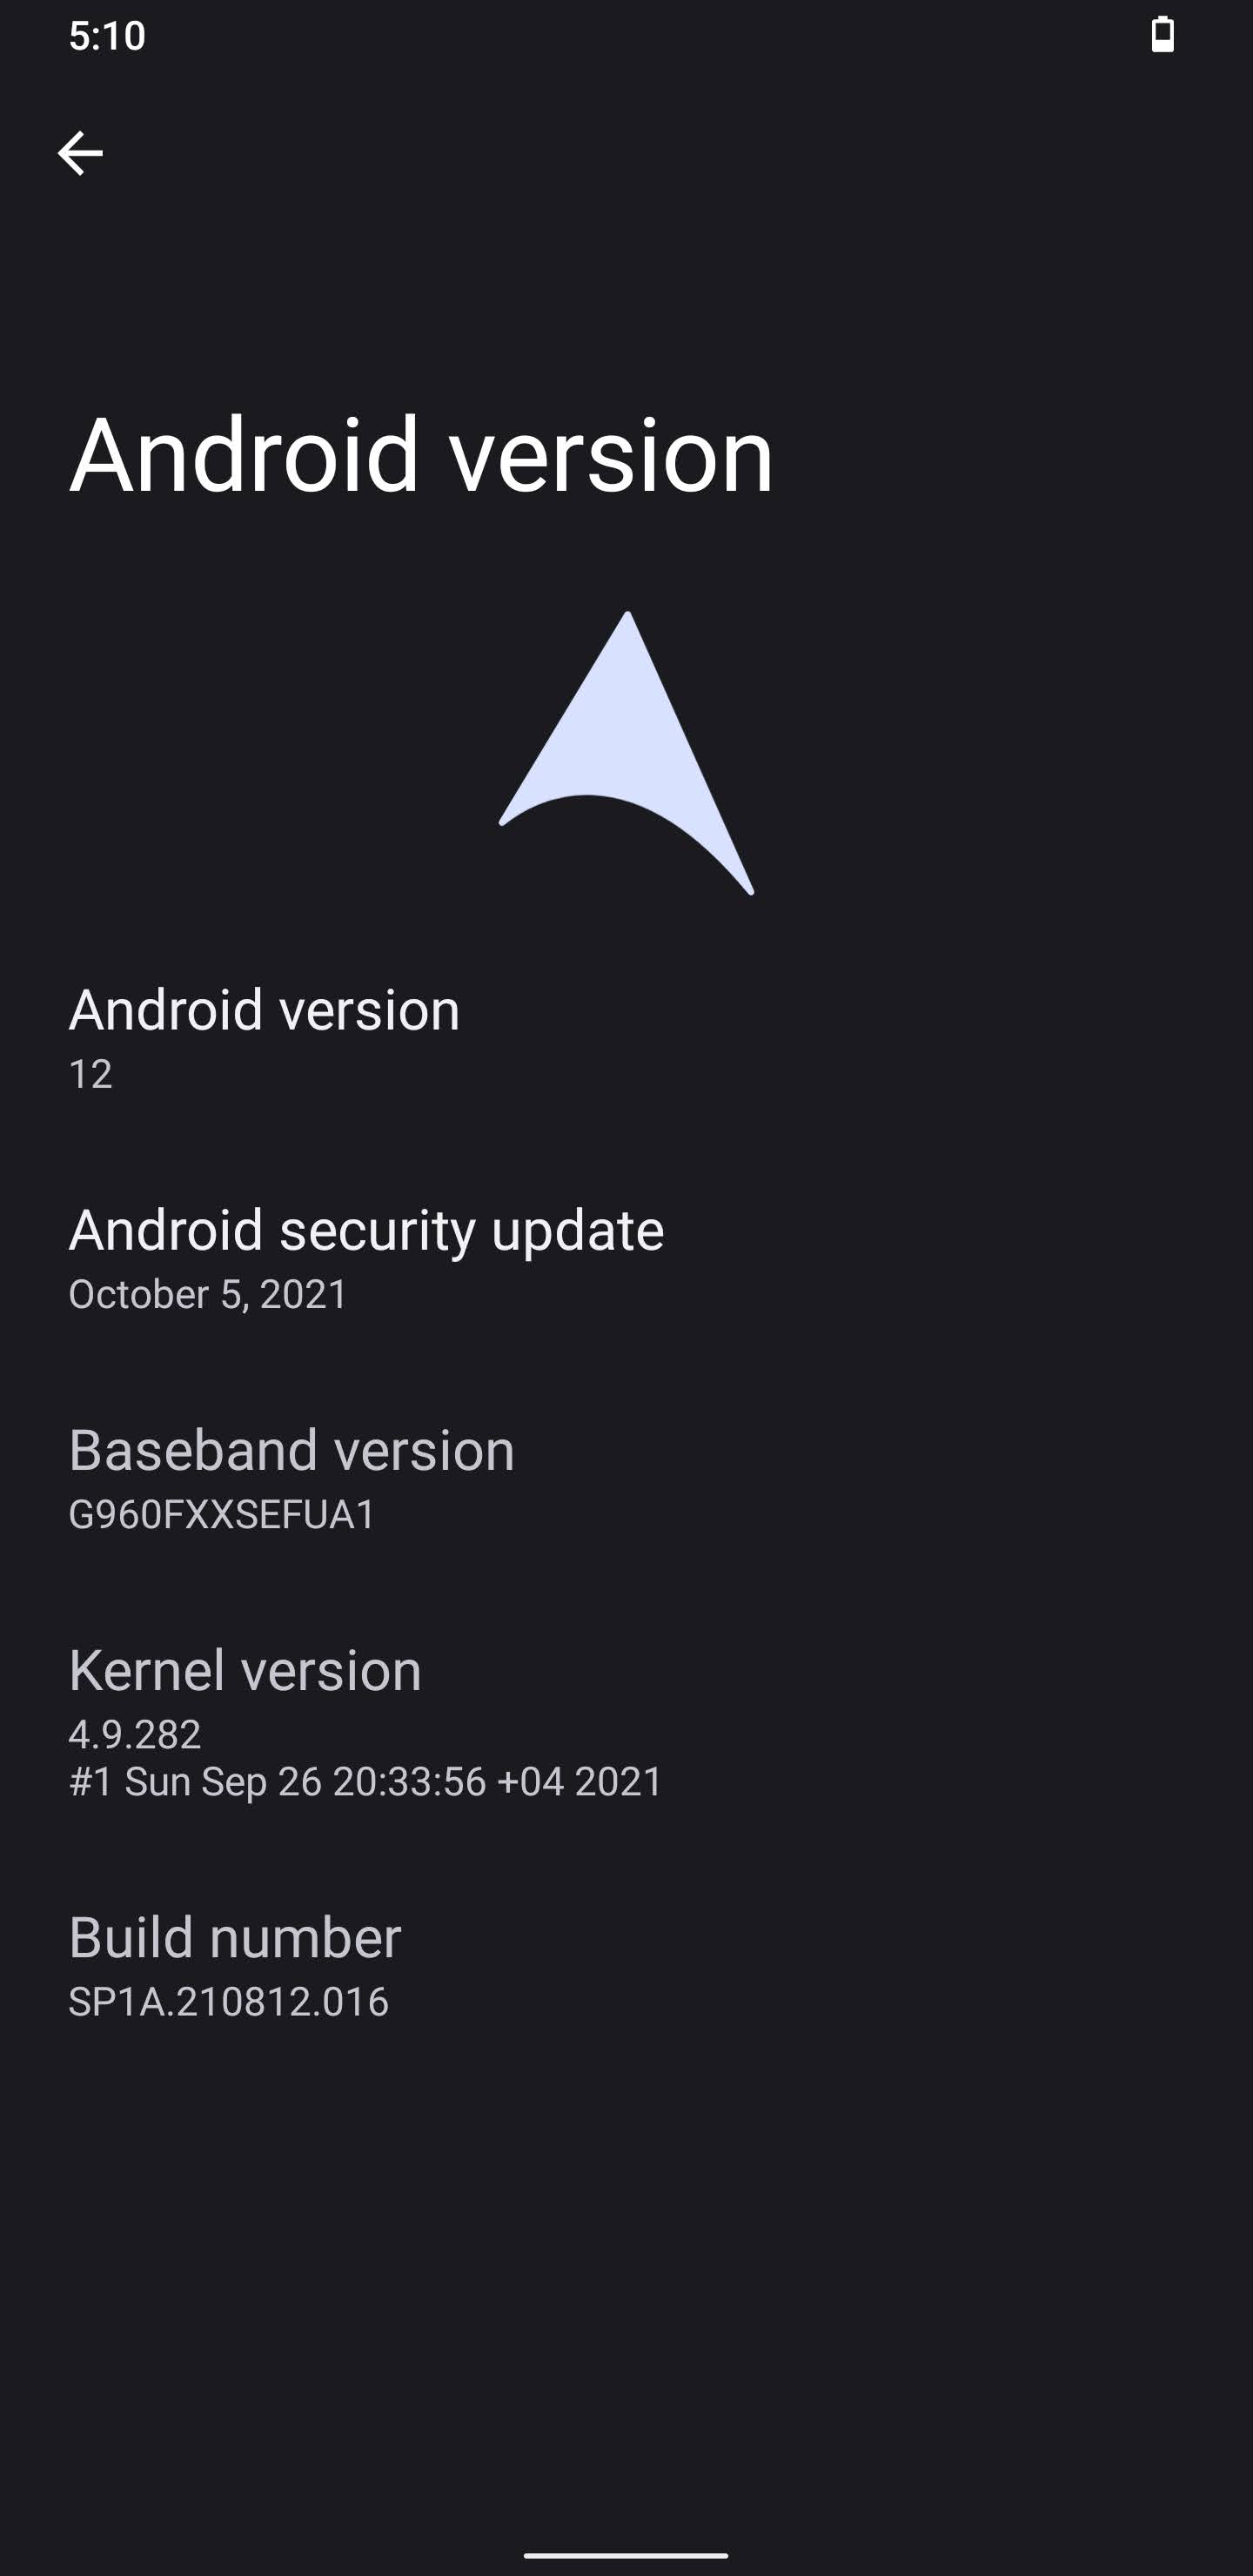 5:10
Android version
Android version
12
Android security update
October 5, 2021
Baseband version
G960FXXSEFUA1
Kernel version
4.9.282
#1 Sun Sep 26 20:33:56 +04 2021
Build number
SP1A.210812.016